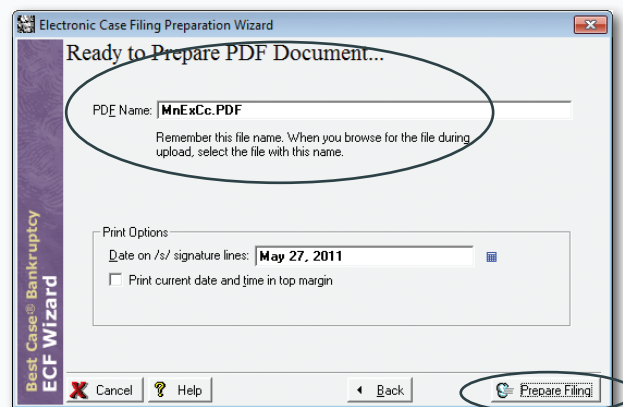 Electronic Case Filing Preparation Wizard
Ready to Prepare PDF Document...
PDF Name: MnExCc.PDF
Remember this file name. When you browse for the file during
upload, select the file with this name.
Print Options
Date on /s/ signature lines: May 27, 2011
Print current date and time in top margin
Best Case® Bankruptcy
ECF Wizard
Cancel
Help
Back
Prepare Filing